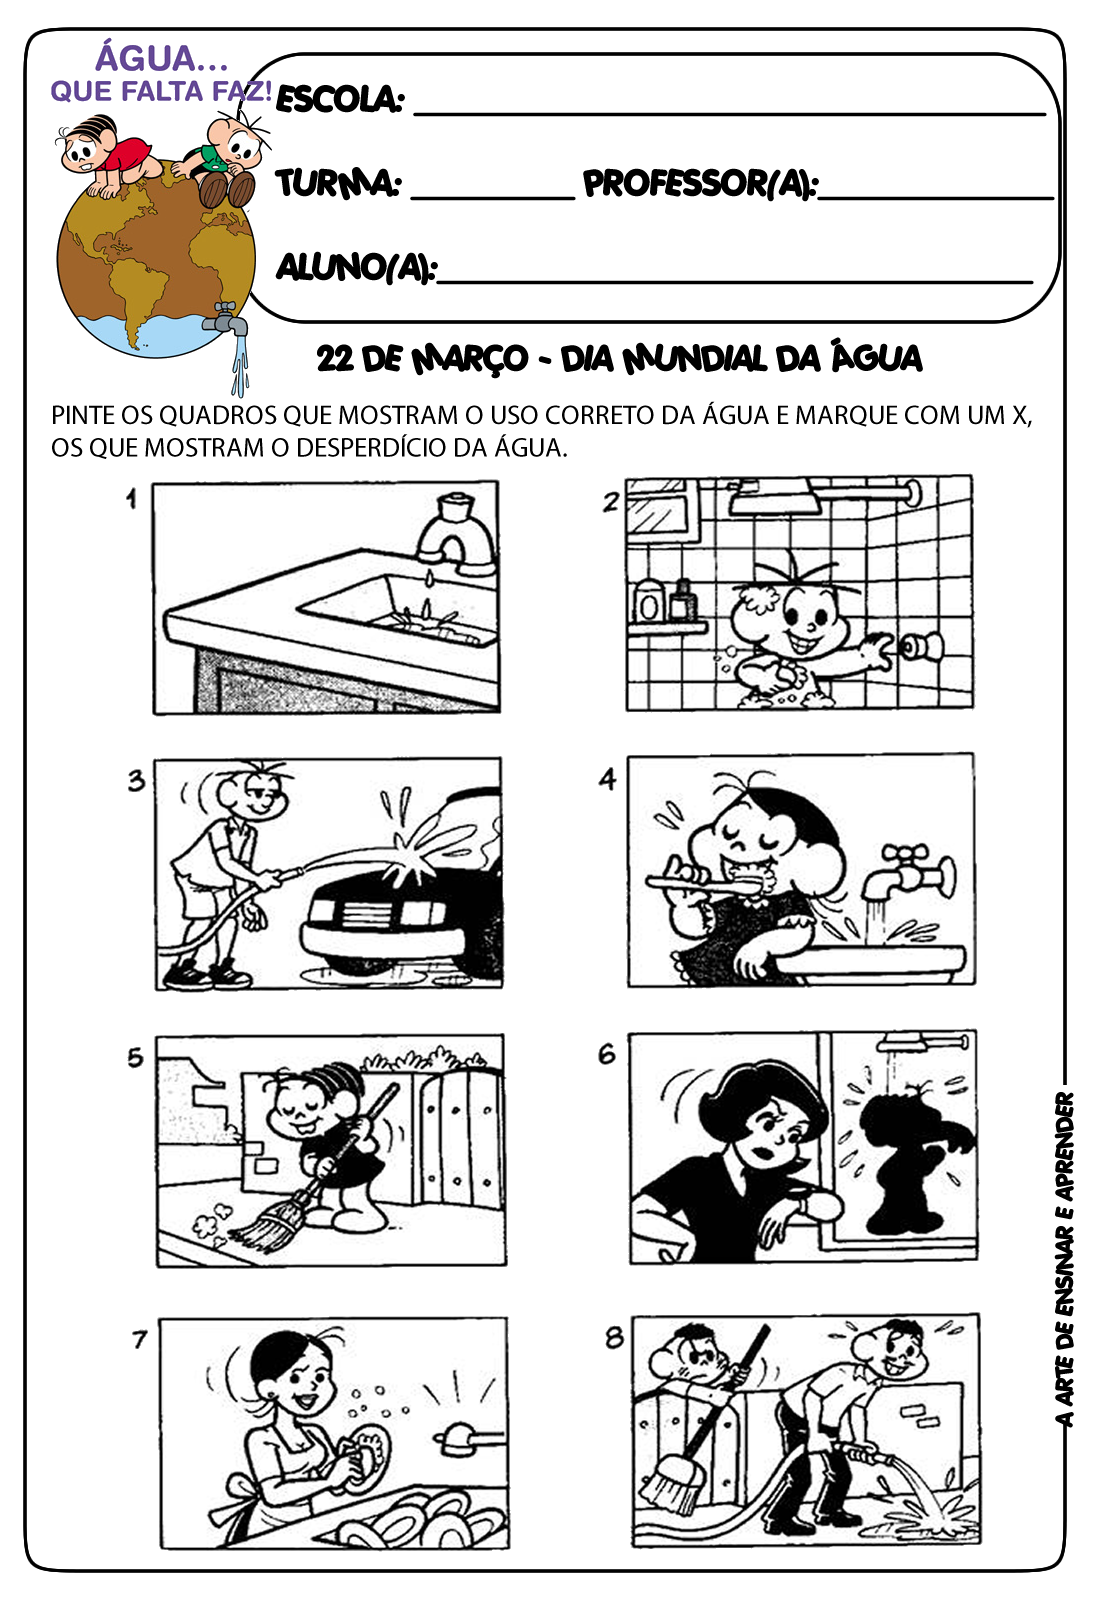 ÁGUA...
QUE FALTA FAZ!
ESCOLA:
TURMA: PROFESSOR(A):
ALUNO(A):
22 DE MARÇO - DIA MUNDIAL DA ÁGUA
PINTE OS QUADROS QUE MOSTRAM O USO CORRETO DA ÁGUA E MARQUE COM UM X,
OS QUE MOSTRAM O DESPERDÍCIO DA ÁGUA.
1
2
3
4
5
6
7
8
A ARTE DE ENSINAR E APRENDER